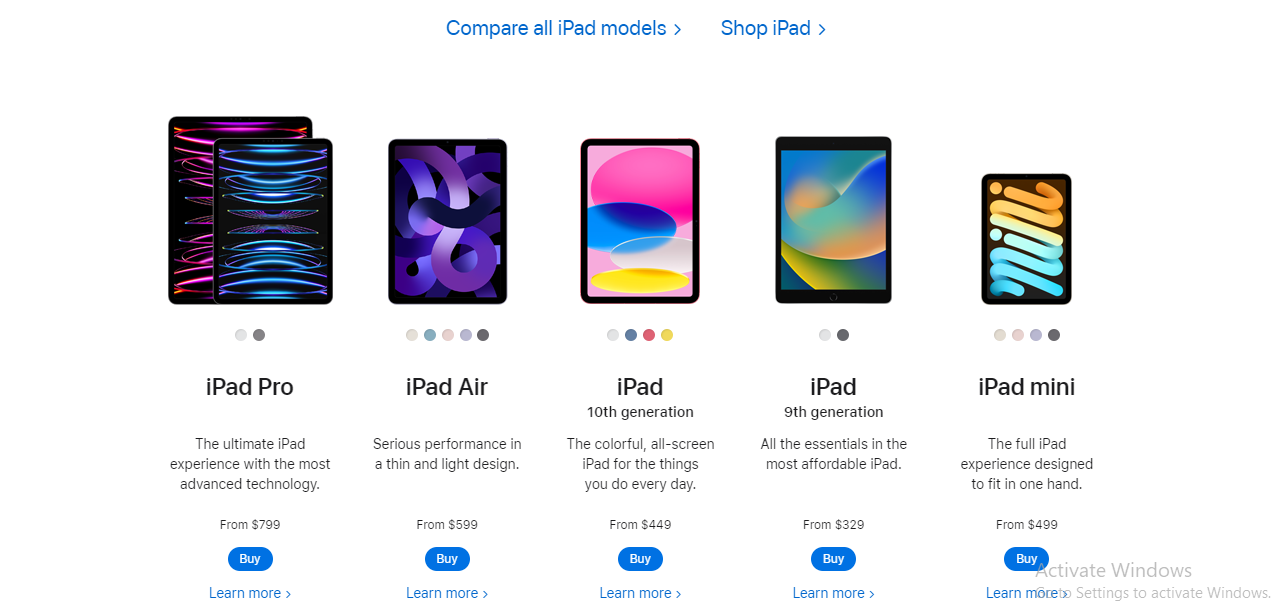 Compare all iPad models >
Shop iPad >
iPad Pro
The ultimate iPad
experience with the most
advanced technology.
From $799
Buy
Learn more >
iPad Air
Serious performance in
a thin and light design.
From $599
Buy
Learn more >
iPad
10th generation
The colorful, all-screen
iPad for the things
you do every day.
From $449
Buy
Learn more >
iPad
9th generation
All the essentials in the
most affordable iPad.
From $329
Buy
Learn more >
iPad mini
The full iPad
experience designed
to fit in one hand.
From $499
Buy
Learn more >
Activate Windows
Go to Settings to activate Windows.